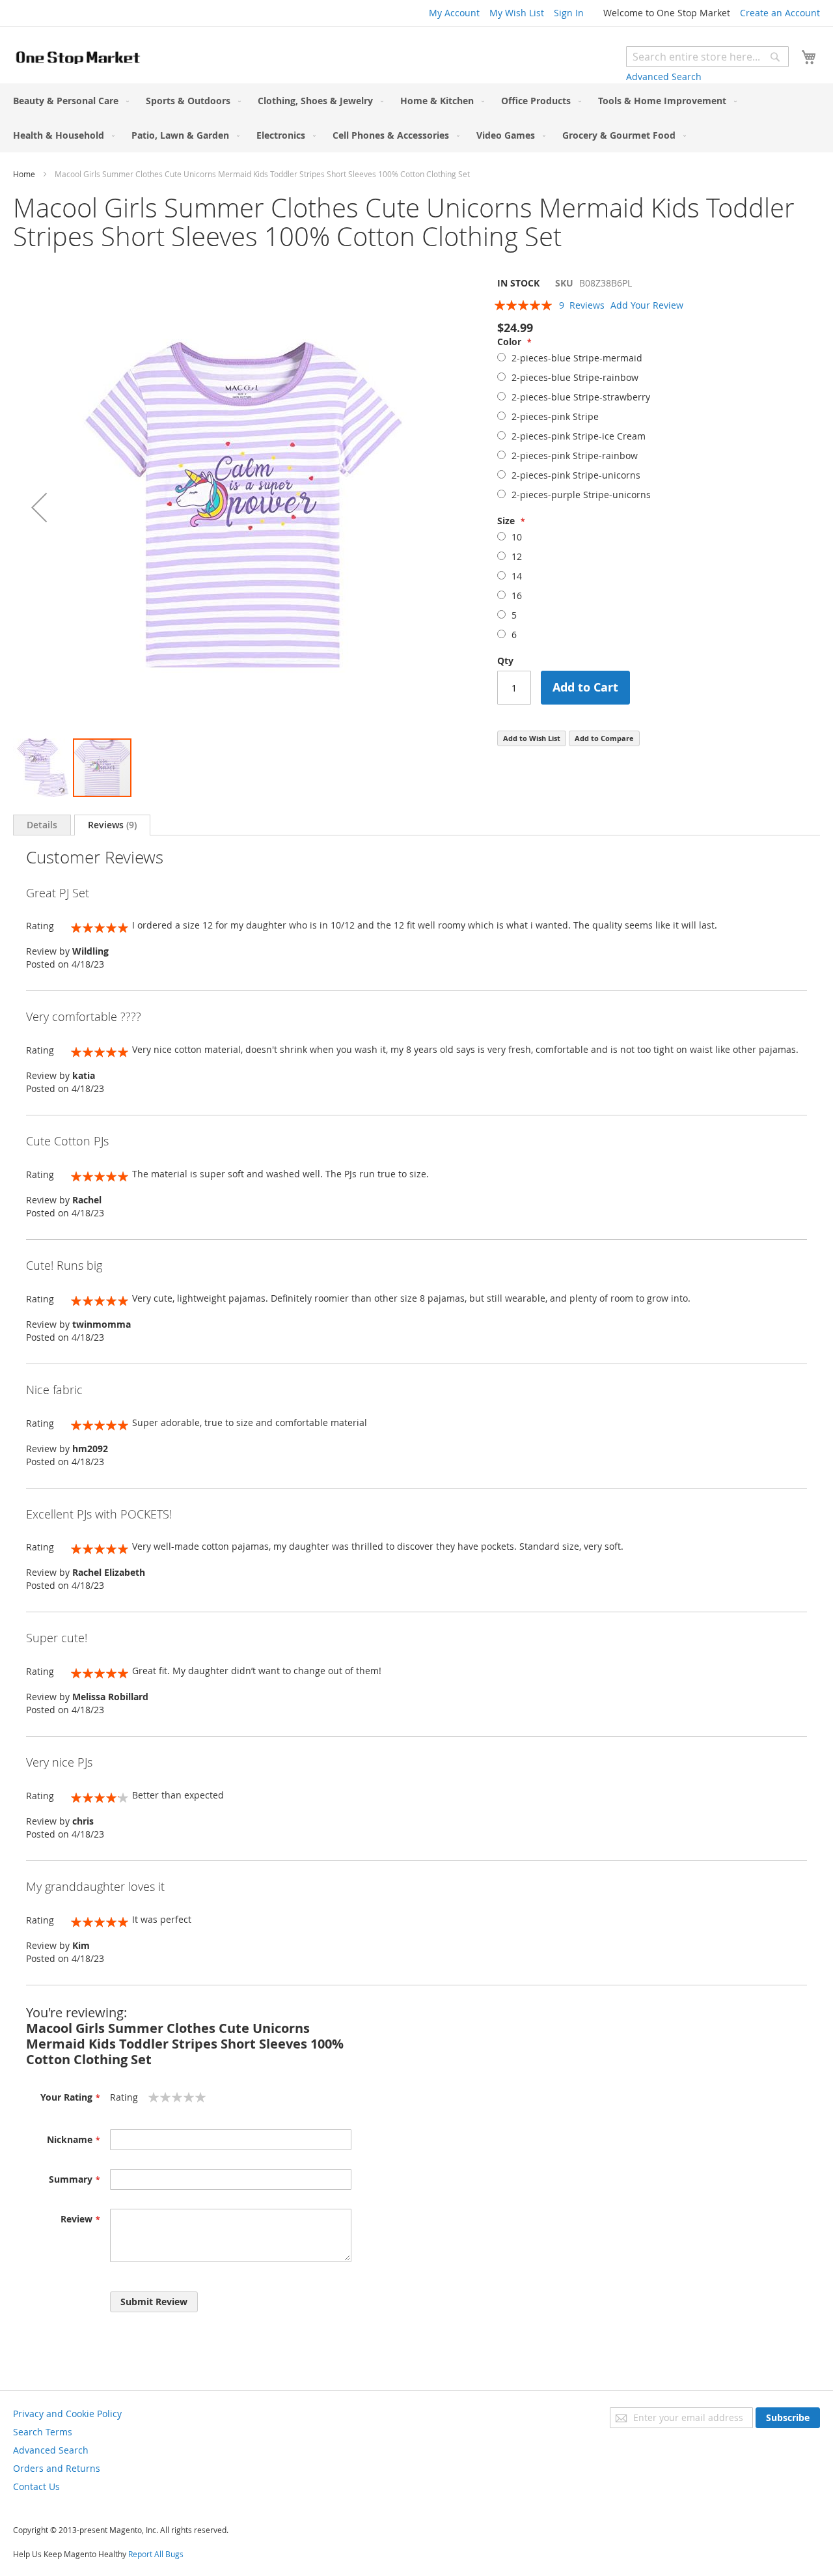 My Account My Wish List Sign In Welcome to One Stop Market Create an Account
One Stop Market
Search entire store here...
Advanced Search
Beauty & Personal Care Sports & Outdoors Clothing, Shoes & Jewelry Home & Kitchen Office Products Tools & Home Improvement
Health & Household Patio, Lawn & Garden Electronics Cell Phones & Accessories Video Games Grocery & Gourmet Food
Home Macool Girls Summer Clothes Cute Unicorns Mermaid Kids Toddler Stripes Short Sleeves 100% Cotton Clothing Set
Macool Girls Summer Clothes Cute Unicorns Mermaid Kids Toddler
Stripes Short Sleeves 100% Cotton Clothing Set
MACOOL
Calm
is a
super
power
IN STOCK SKU B08Z38B6PL
9 Reviews Add Your Review
$24.99
Color *
2-pieces-blue Stripe-mermaid
2-pieces-blue Stripe-rainbow
2-pieces-blue Stripe-strawberry
2-pieces-pink Stripe
2-pieces-pink Stripe-ice Cream
2-pieces-pink Stripe-rainbow
2-pieces-pink Stripe-unicorns
2-pieces-purple Stripe-unicorns
Size *
10
12
14
16
5
6
Qty
1 Add to Cart
Add to Wish List Add to Compare
Details Reviews (9)
Customer Reviews
Great PJ Set
Rating I ordered a size 12 for my daughter who is in 10/12 and the 12 fit well roomy which is what i wanted. The quality seems like it will last.
Review by Wildling
Posted on 4/18/23
Very comfortable ????
Rating Very nice cotton material, doesn't shrink when you wash it, my 8 years old says is very fresh, comfortable and is not too tight on waist like other pajamas.
Review by katia
Posted on 4/18/23
Cute Cotton PJs
Rating The material is super soft and washed well. The PJs run true to size.
Review by Rachel
Posted on 4/18/23
Cute! Runs big
Rating Very cute, lightweight pajamas. Definitely roomier than other size 8 pajamas, but still wearable, and plenty of room to grow into.
Review by twinmomma
Posted on 4/18/23
Nice fabric
Rating Super adorable, true to size and comfortable material
Review by hm2092
Posted on 4/18/23
Excellent PJs with POCKETS!
Rating Very well-made cotton pajamas, my daughter was thrilled to discover they have pockets. Standard size, very soft.
Review by Rachel Elizabeth
Posted on 4/18/23
Super cute!
Rating Great fit. My daughter didn’t want to change out of them!
Review by Melissa Robillard
Posted on 4/18/23
Very nice PJs
Rating Better than expected
Review by chris
Posted on 4/18/23
My granddaughter loves it
Rating It was perfect
Review by Kim
Posted on 4/18/23
You're reviewing:
Macool Girls Summer Clothes Cute Unicorns
Mermaid Kids Toddler Stripes Short Sleeves 100%
Cotton Clothing Set
Your Rating * Rating
Nickname *
Summary *
Review *
Submit Review
Privacy and Cookie Policy
Search Terms
Advanced Search
Orders and Returns
Contact Us
Enter your email address Subscribe
Copyright © 2013-present Magento, Inc. All rights reserved.
Help Us Keep Magento Healthy Report All Bugs